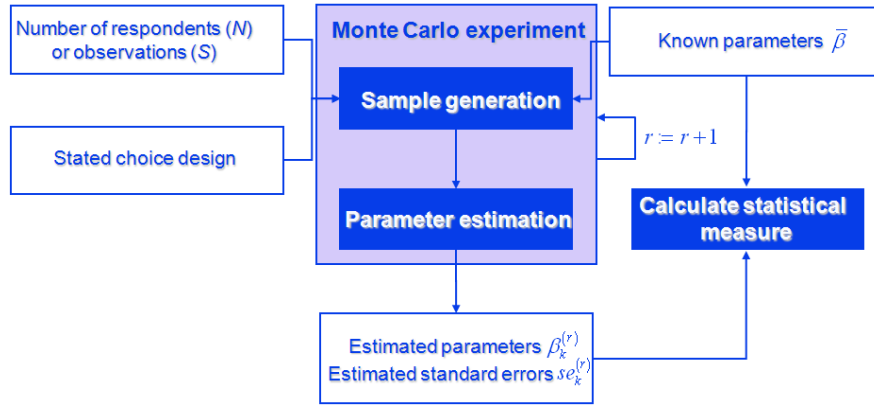 Number of respondents (N)
or observations (S)
Monte Carlo experiment
Known parameters β̅
Sample generation
r := r + 1
Stated choice design
Parameter estimation
Calculate statistical
measure
Estimated parameters β_k^(r)
Estimated standard errors se_k^(r)